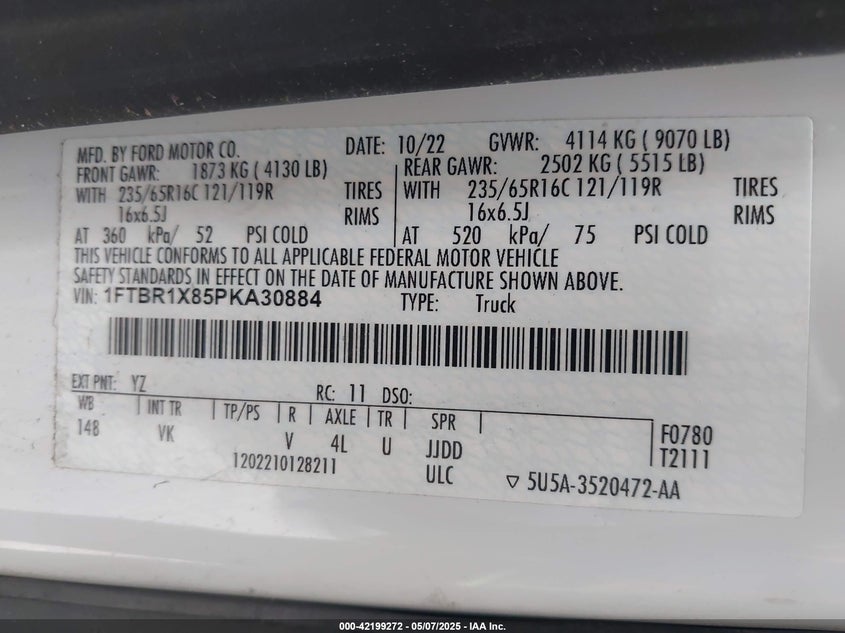 MFD. BY FORD MOTOR CO. DATE: 10/22 GVWR: 4114 KG ( 9070 LB)
FRONT GAWR: 1873 KG ( 4130 LB) REAR GAWR: 2502 KG ( 5515 LB)
WITH 235/65R16C 121/119R TIRES WITH 235/65R16C 121/119R TIRES
16x6.5J RIMS 16x6.5J RIMS
AT 360 kPa/ 52 PSI COLD AT 520 kPa/ 75 PSI COLD
THIS VEHICLE CONFORMS TO ALL APPLICABLE FEDERAL MOTOR VEHICLE
SAFETY STANDARDS IN EFFECT ON THE DATE OF MANUFACTURE SHOWN ABOVE.
VIN: 1FTBR1X85PKA30884 TYPE: Truck
EXT PNT: YZ RC: 11 DSO:
WB INT TR TP/PS R AXLE TR SPR
148 VK V 4L U JJDD F0780
1202210128211 ULC T2111
5U5A-3520472-AA
000-42199272 - 05/07/2025 - IAA Inc.